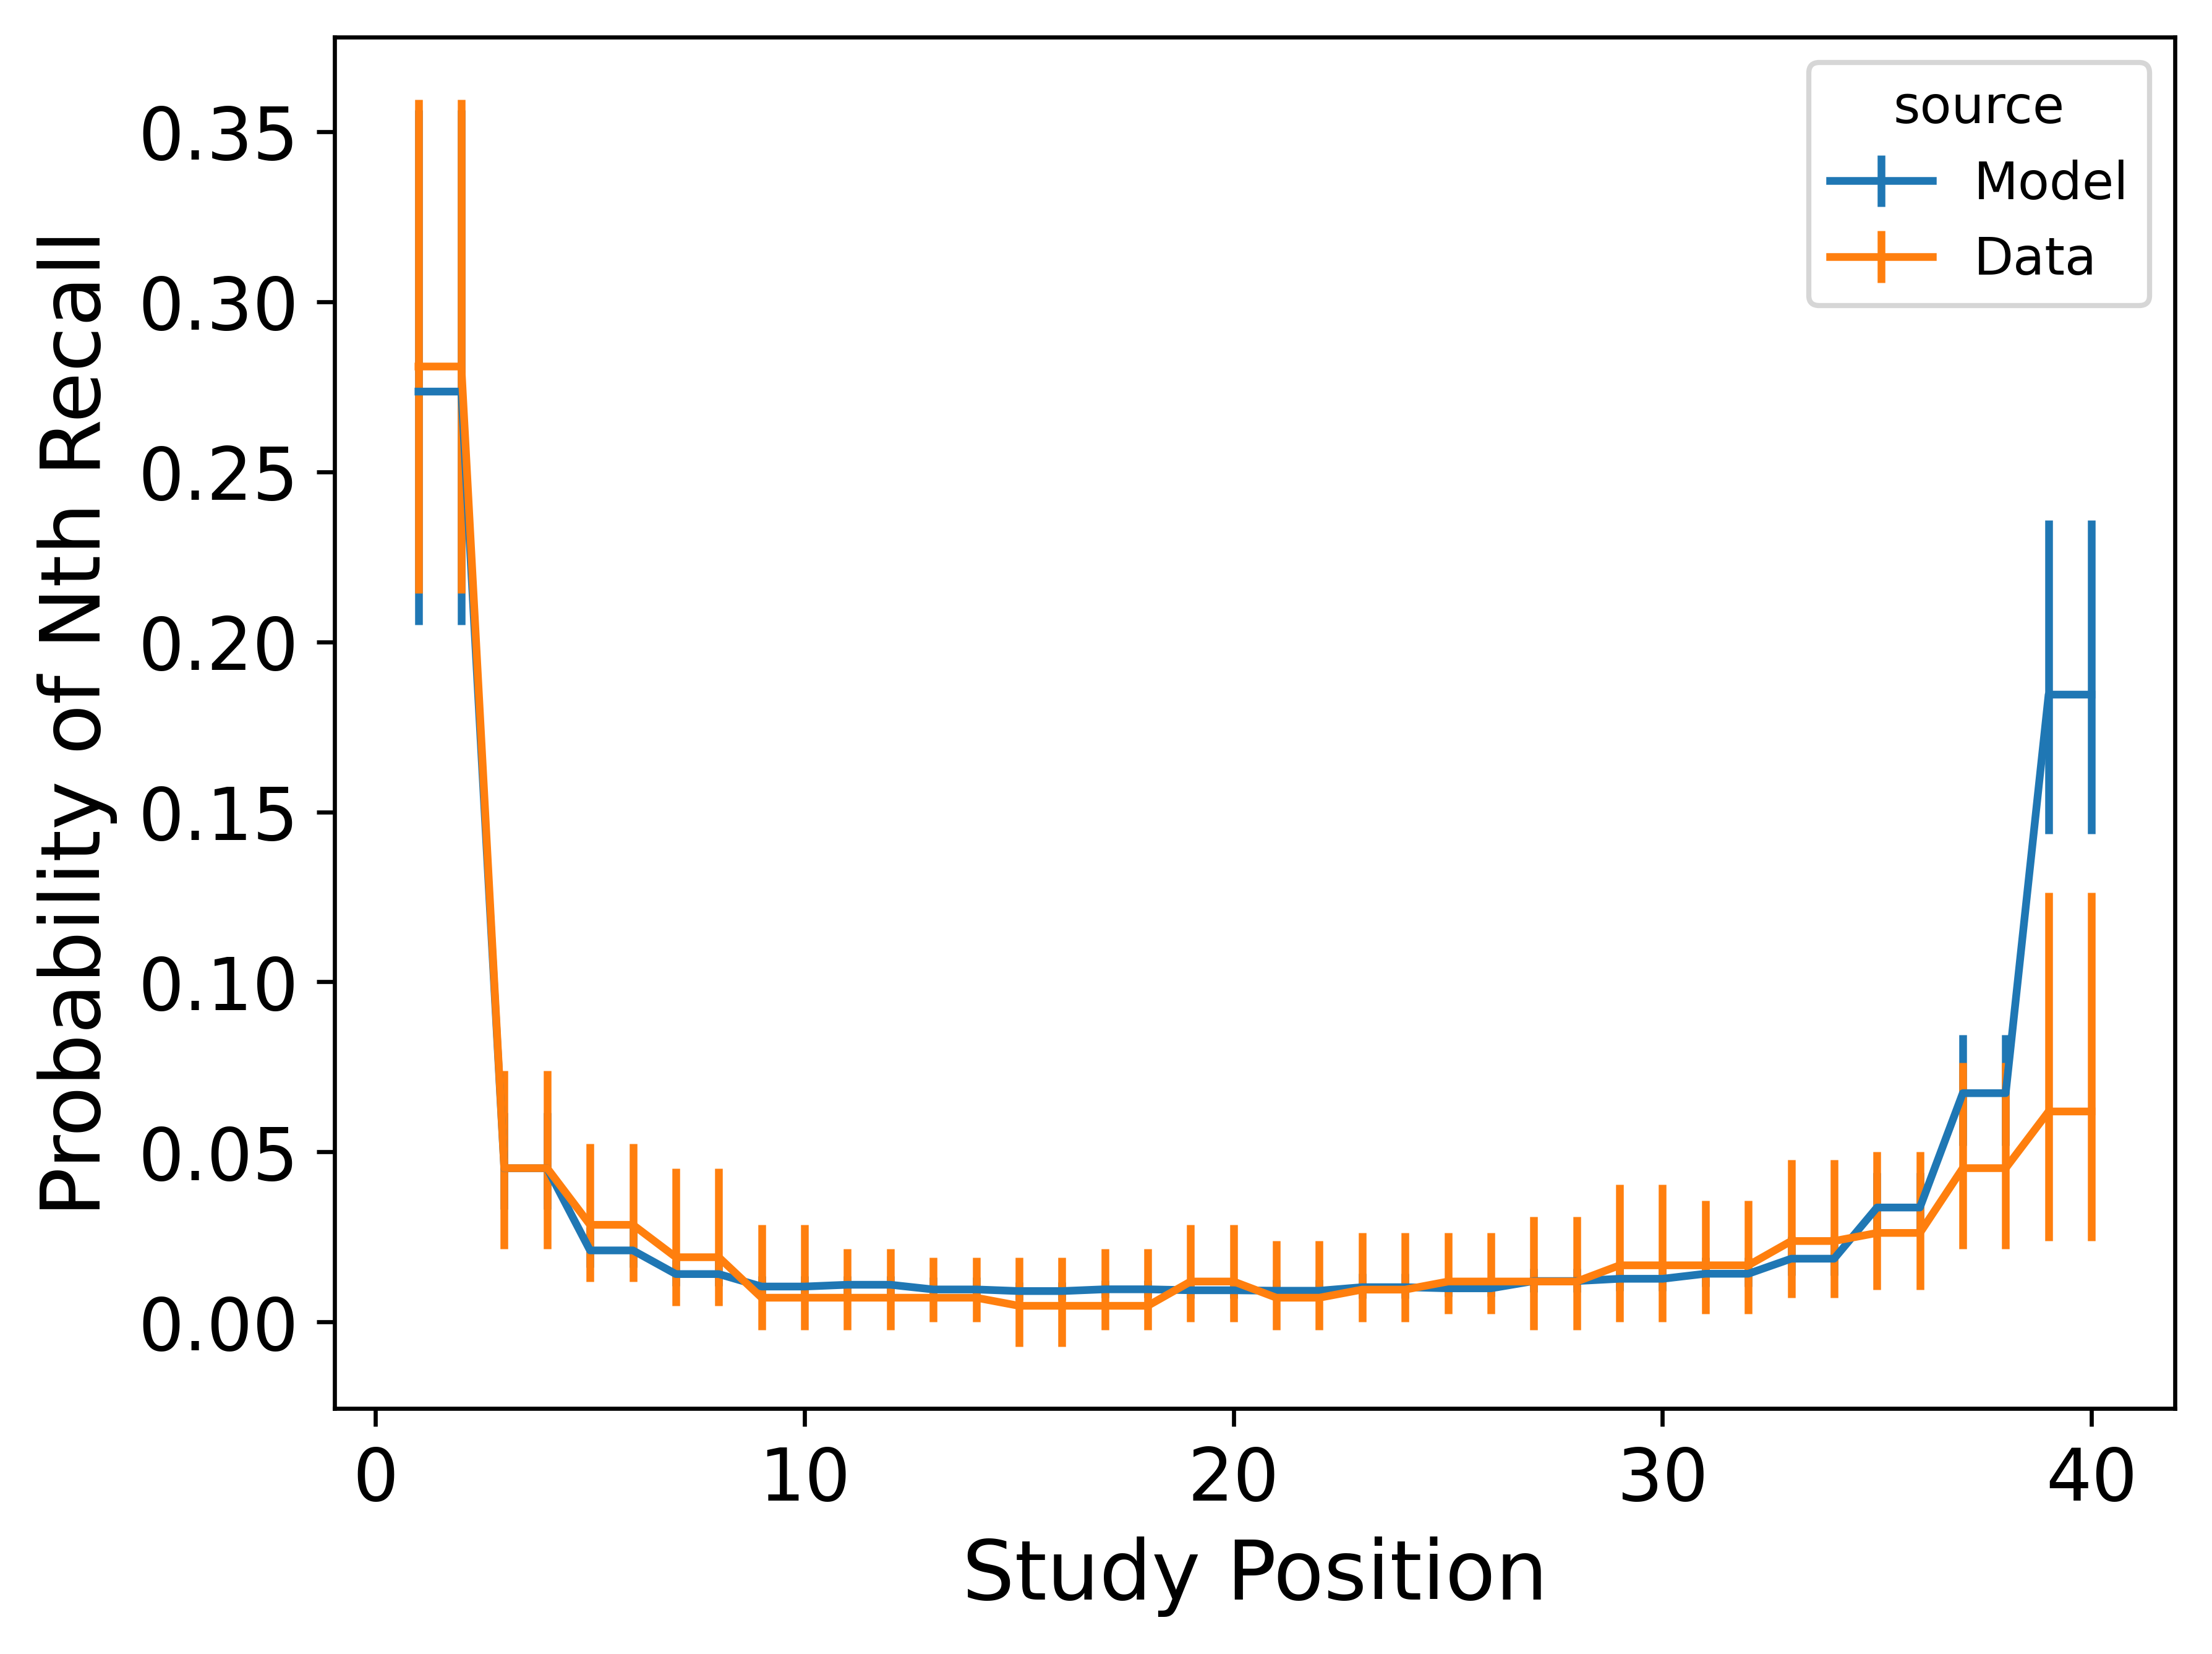 source
Model
Data
Probability of Nth Recall
0.35
0.30
0.25
0.20
0.15
0.10
0.05
0.00
0 10 20 30 40
Study Position